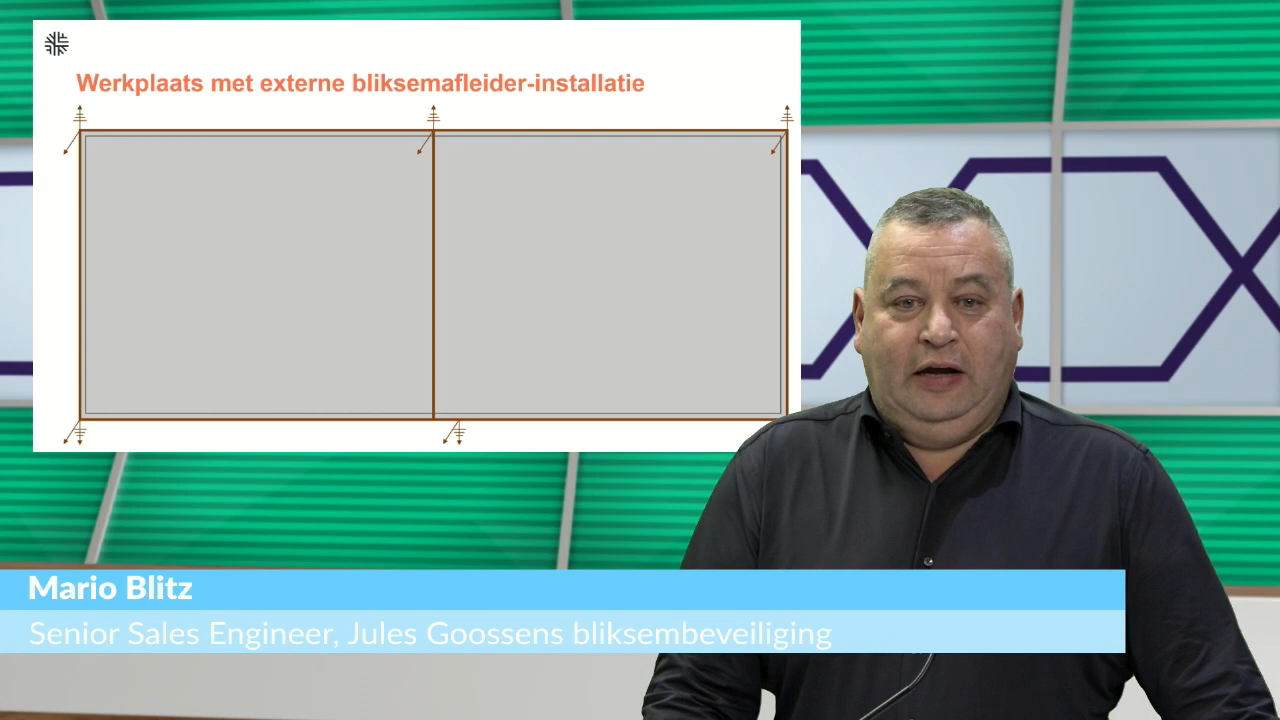 Werkplaats met externe bliksemafleider-installatie
Mario Blitz
Senior Sales Engineer, Jules Goossens bliksembeveiliging